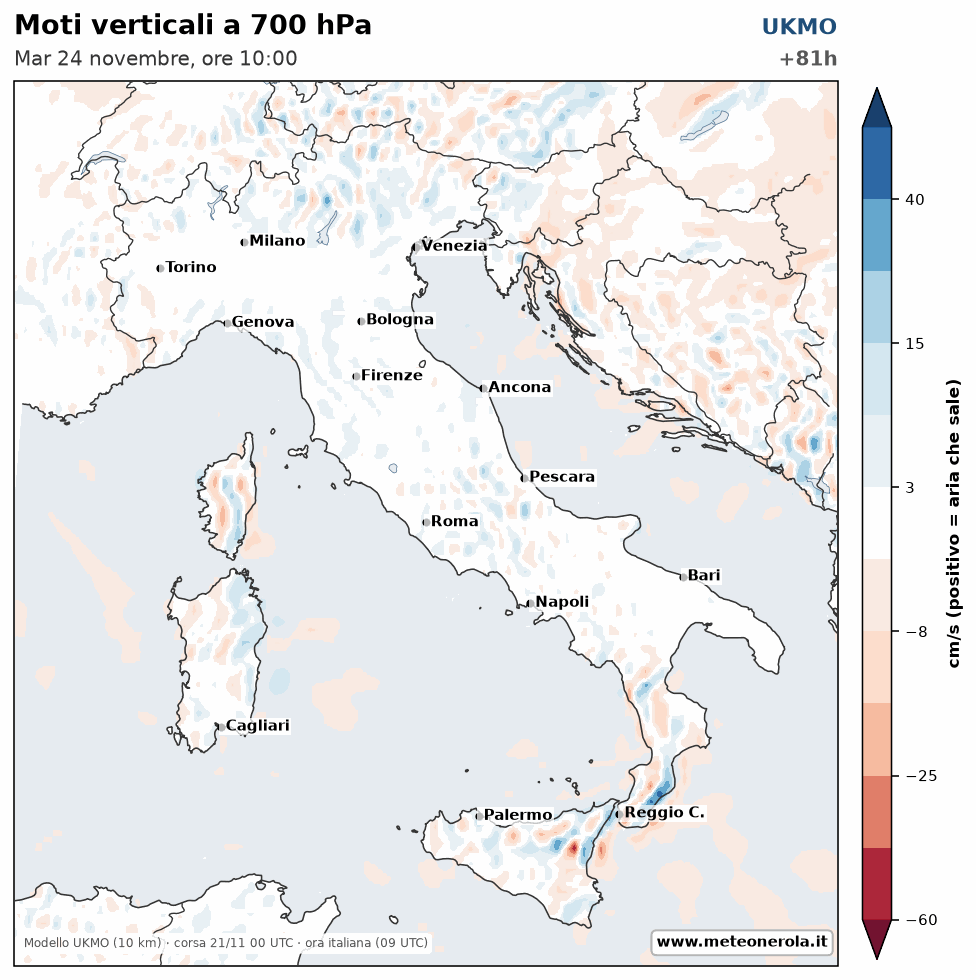 Moti verticali a 700 hPa
UKMO
Mar 24 novembre, ore 10:00
+81h
Milano
Venezia
Torino
Genova
Bologna
Firenze
Ancona
Pescara
Roma
Bari
Napoli
Cagliari
Palermo
Reggio C.
40
15
3
−8
−25
−60
cm/s (positivo = aria che sale)
Modello UKMO (10 km) · corsa 21/11 00 UTC · ora italiana (09 UTC)
www.meteonerola.it